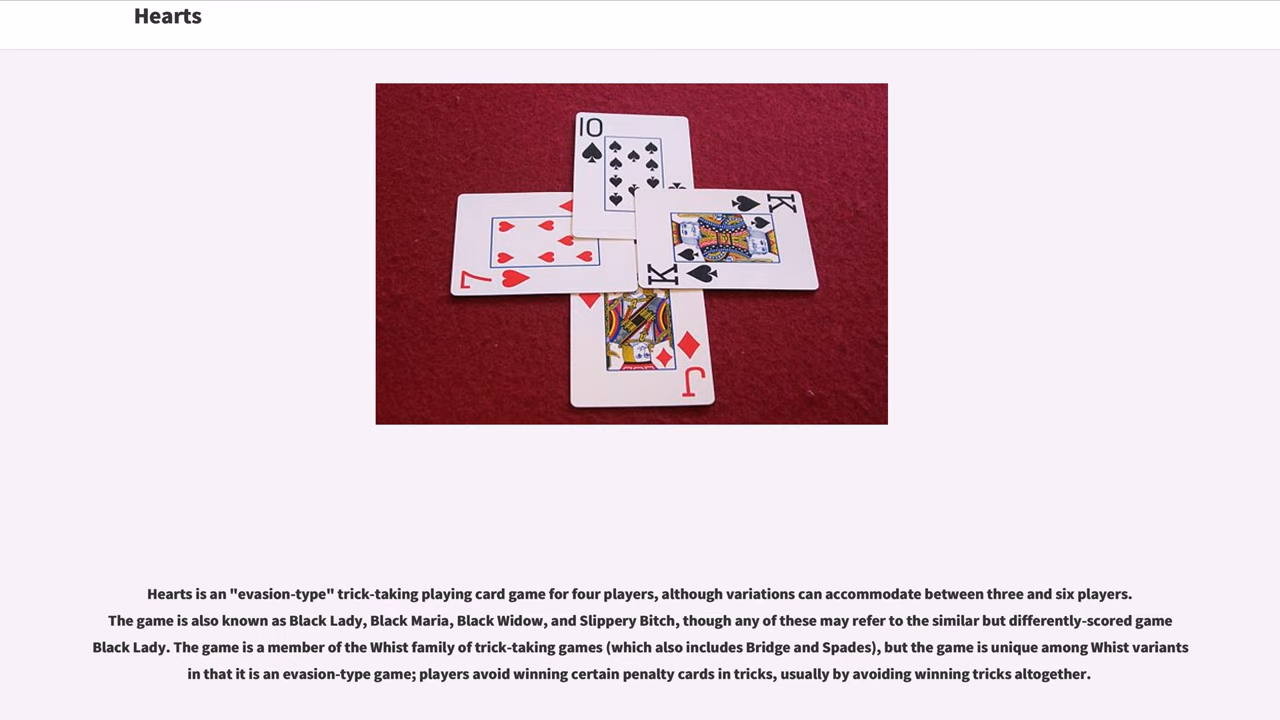 Hearts
10
K
7
K
J
Hearts is an "evasion-type" trick-taking playing card game for four players, although variations can accommodate between three and six players.
The game is also known as Black Lady, Black Maria, Black Widow, and Slippery Bitch, though any of these may refer to the similar but differently-scored game
Black Lady. The game is a member of the Whist family of trick-taking games (which also includes Bridge and Spades), but the game is unique among Whist variants
in that it is an evasion-type game; players avoid winning certain penalty cards in tricks, usually by avoiding winning tricks altogether.